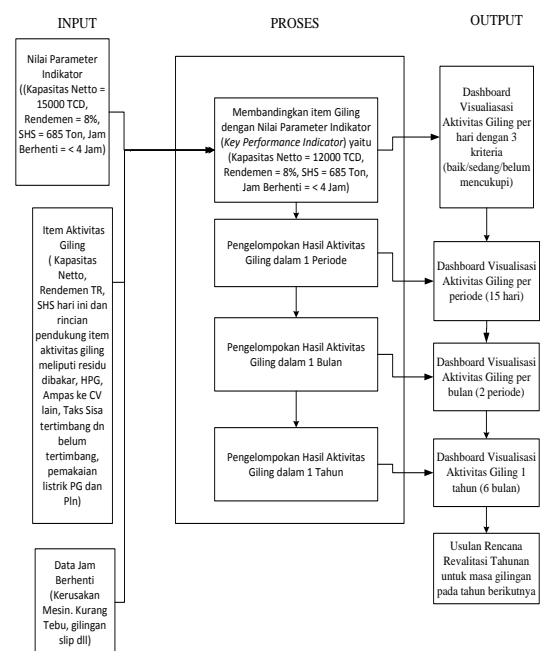 INPUT
PROSES
OUTPUT
Nilai Parameter
Indikator
((Kapasitas Netto =
15000 TCD,
Rendemen = 8%,
SHS = 685 Ton, Jam
Berhenti = < 4 Jam)
Item Aktivitas
Giling
( Kapasitas
Netto,
Rendemen TR,
SHS hari ini dan
rincian
pendukung item
aktivitas giling
meliputi residu
dibakar, HPG,
Ampas ke CV
lain, Taks Sisa
tertimbang dn
belum
tertimbang,
pemakaian
listrik PG dan
Pln)
Data Jam
Berhenti
(Kerusakan
Mesin. Kurang
Tebu, gilingan
slip dll)
Membandingkan item Giling
dengan Nilai Parameter Indikator
(Key Performance Indicator) yaitu
(Kapasitas Netto = 12000 TCD,
Rendemen = 8%, SHS = 685 Ton,
Jam Berhenti = < 4 Jam)
Pengelompokan Hasil Aktivitas
Giling dalam 1 Periode
Pengelompokan Hasil Aktivitas
Giling dalam 1 Bulan
Pengelompokan Hasil Aktivitas
Giling dalam 1 Tahun
Dashboard
Visualiasasi
Aktivitas Giling per
hari dengan 3
kriteria
(baik/sedang/belum
mencukupi)
Dashboard Visualisasi
Aktivitas Giling per
periode (15 hari)
Dashboard Visualisasi
Aktivitas Giling per
bulan (2 periode)
Dashboard Visualisasi
Aktivitas Giling 1
tahun (6 bulan)
Usulan Rencana
Revalitasi Tahunan
untuk masa gilingan
pada tahun berikutnya